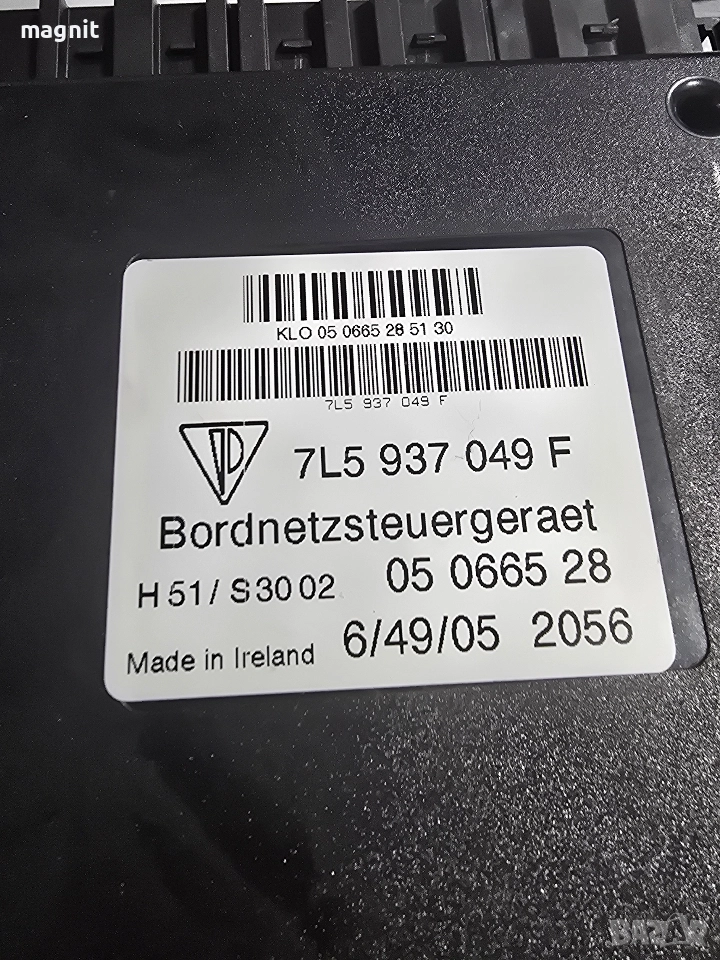 magnit
KLO 05 0665 28 51 30
7L5 937 049 F
7L5 937 049 F
Bordnetzsteuergeraet
H 51 / S 30 02 05 0665 28
Made in Ireland 6/49/05 2056
BAZAR